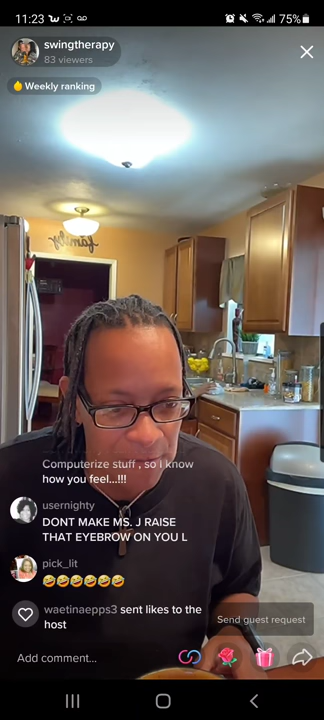 11:23
75%
swingtherapy
83 viewers
Weekly ranking
family
Computerize stuff , so I know
how you feel...!!!
usernighty
DONT MAKE MS. J RAISE
THAT EYEBROW ON YOU L
pick_lit
🤣🤣🤣🤣🤣🤣
waetinaepps3 sent likes to the
host
Send guest request
Add comment...